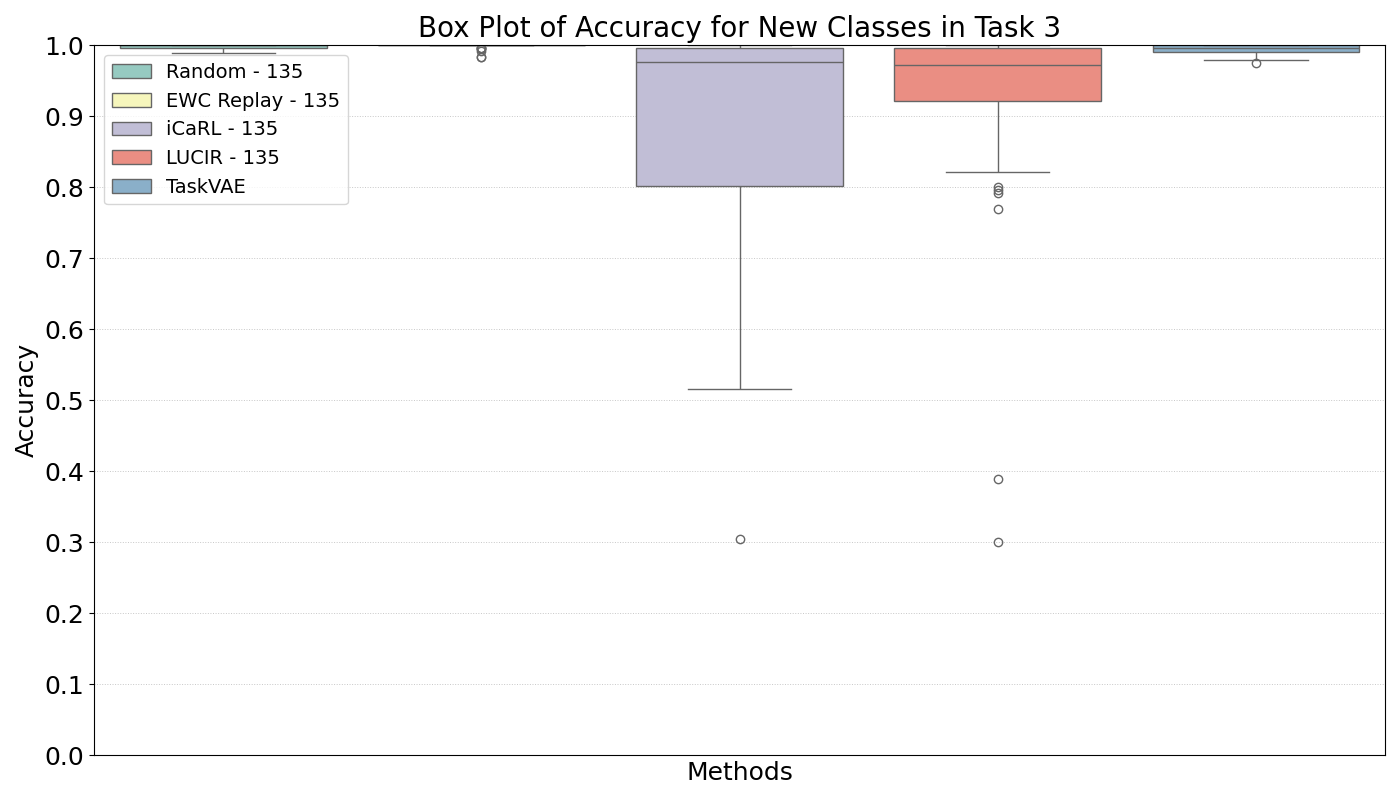 Box Plot of Accuracy for New Classes in Task 3
1.0
0.9
0.8
0.7
0.6
0.5
0.4
0.3
0.2
0.1
0.0
Accuracy
Random - 135
EWC Replay - 135
iCaRL - 135
LUCIR - 135
TaskVAE
Methods